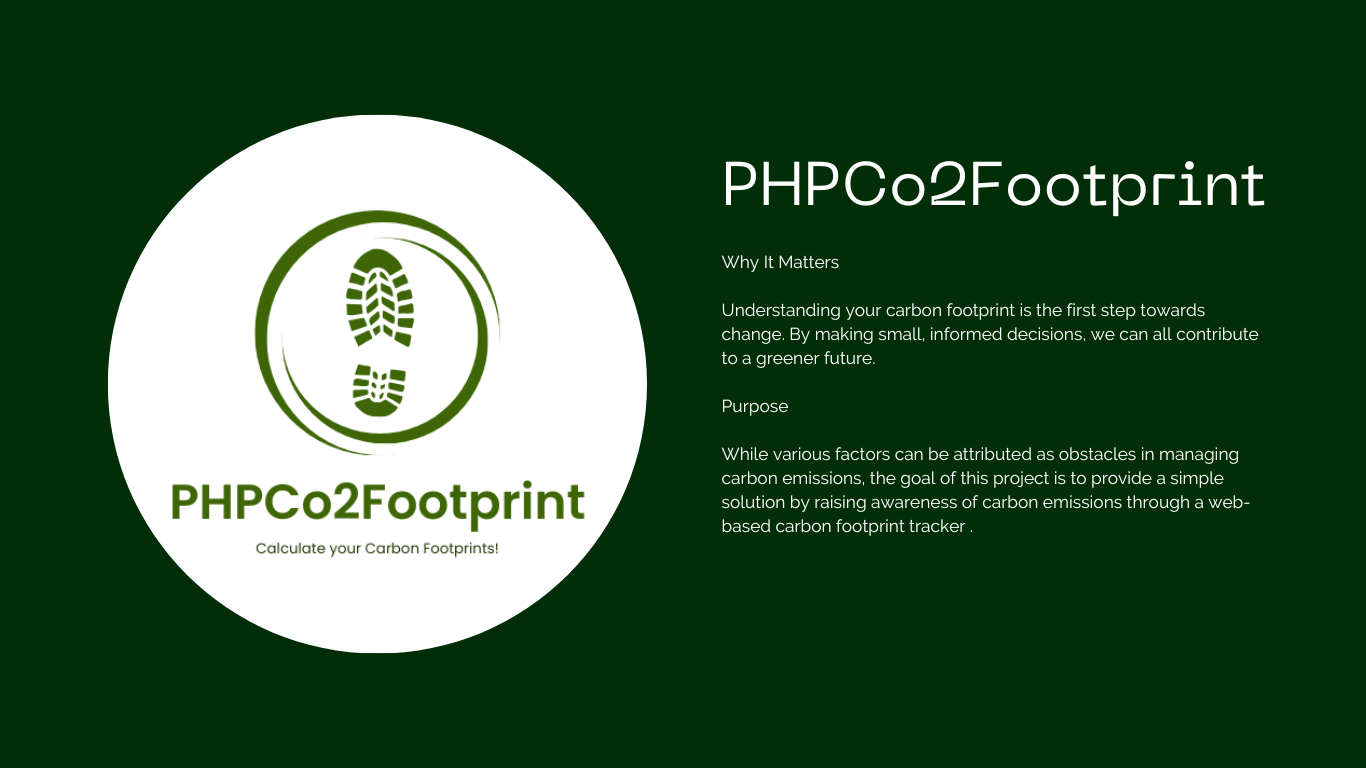 PHPCo2Footprint
Calculate your Carbon Footprints!
PHPCo2Footprint
Why It Matters
Understanding your carbon footprint is the first step towards
change. By making small, informed decisions, we can all contribute
to a greener future.
Purpose
While various factors can be attributed as obstacles in managing
carbon emissions, the goal of this project is to provide a simple
solution by raising awareness of carbon emissions through a web-
based carbon footprint tracker .